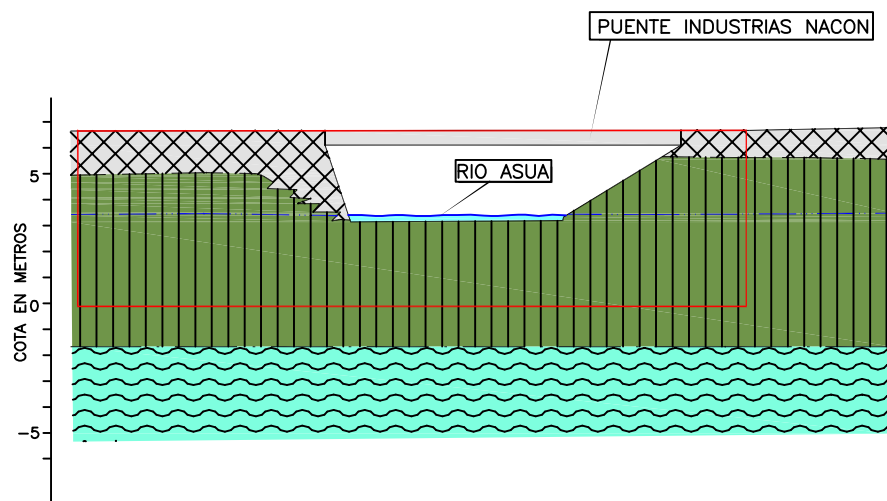 PUENTE INDUSTRIAS NACON
RIO ASUA
5
0
-5
COTA EN METROS